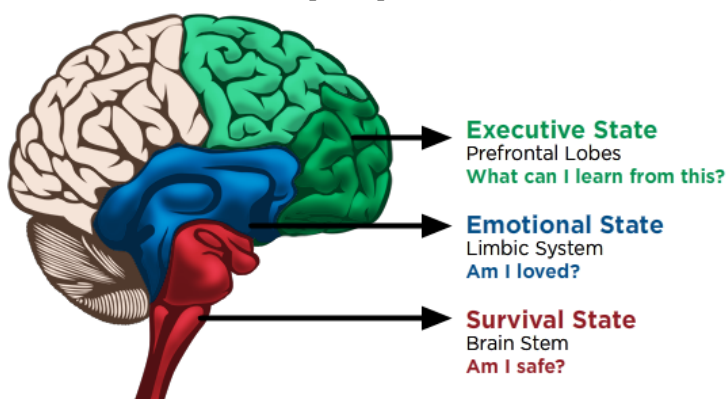 Executive State
Prefrontal Lobes
What can I learn from this?
Emotional State
Limbic System
Am I loved?
Survival State
Brain Stem
Am I safe?